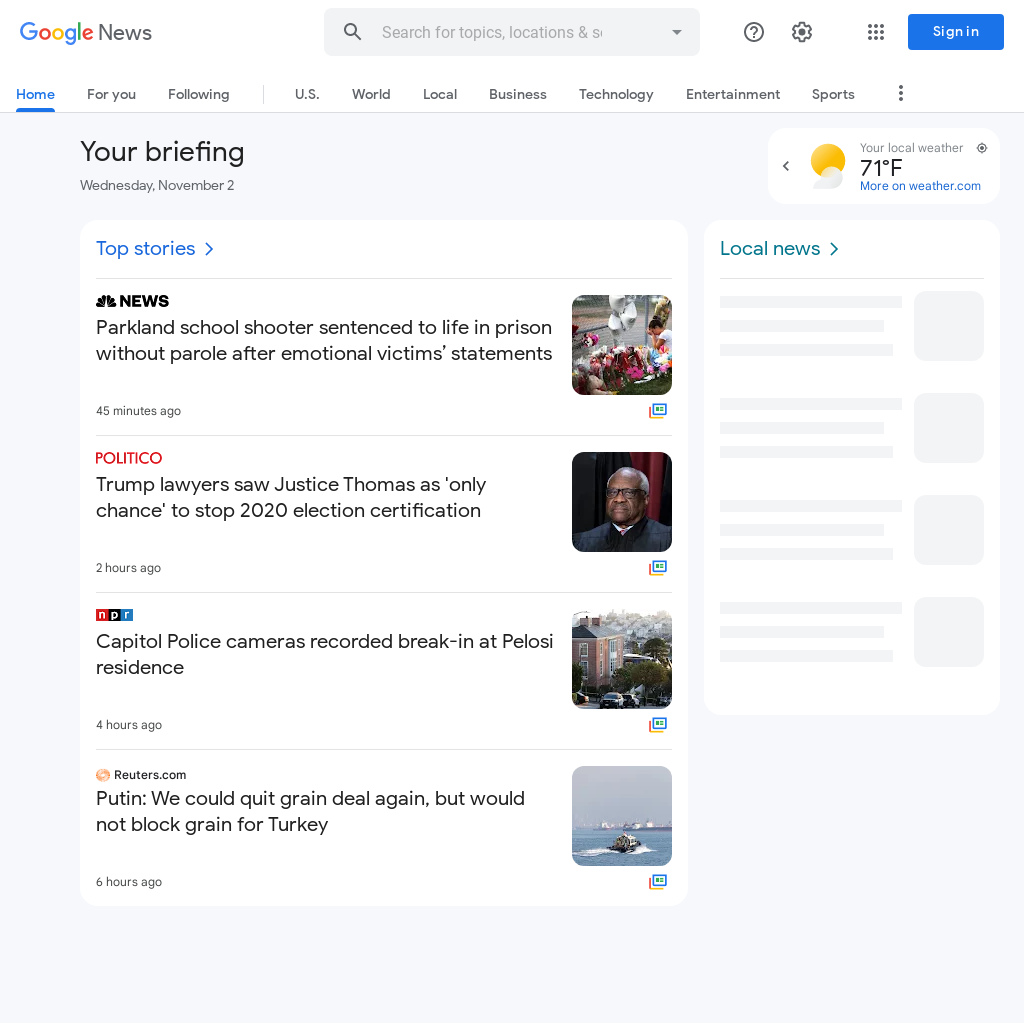 Google News
Search for topics, locations & s
Sign in
Home
For you
Following
U.S.
World
Local
Business
Technology
Entertainment
Sports
Your briefing
Wednesday, November 2
Your local weather
71°F
More on weather.com
Top stories
Local news
NEWS
Parkland school shooter sentenced to life in prison
without parole after emotional victims’ statements
45 minutes ago
POLITICO
Trump lawyers saw Justice Thomas as 'only
chance' to stop 2020 election certification
2 hours ago
npr
Capitol Police cameras recorded break-in at Pelosi
residence
4 hours ago
Reuters.com
Putin: We could quit grain deal again, but would
not block grain for Turkey
6 hours ago